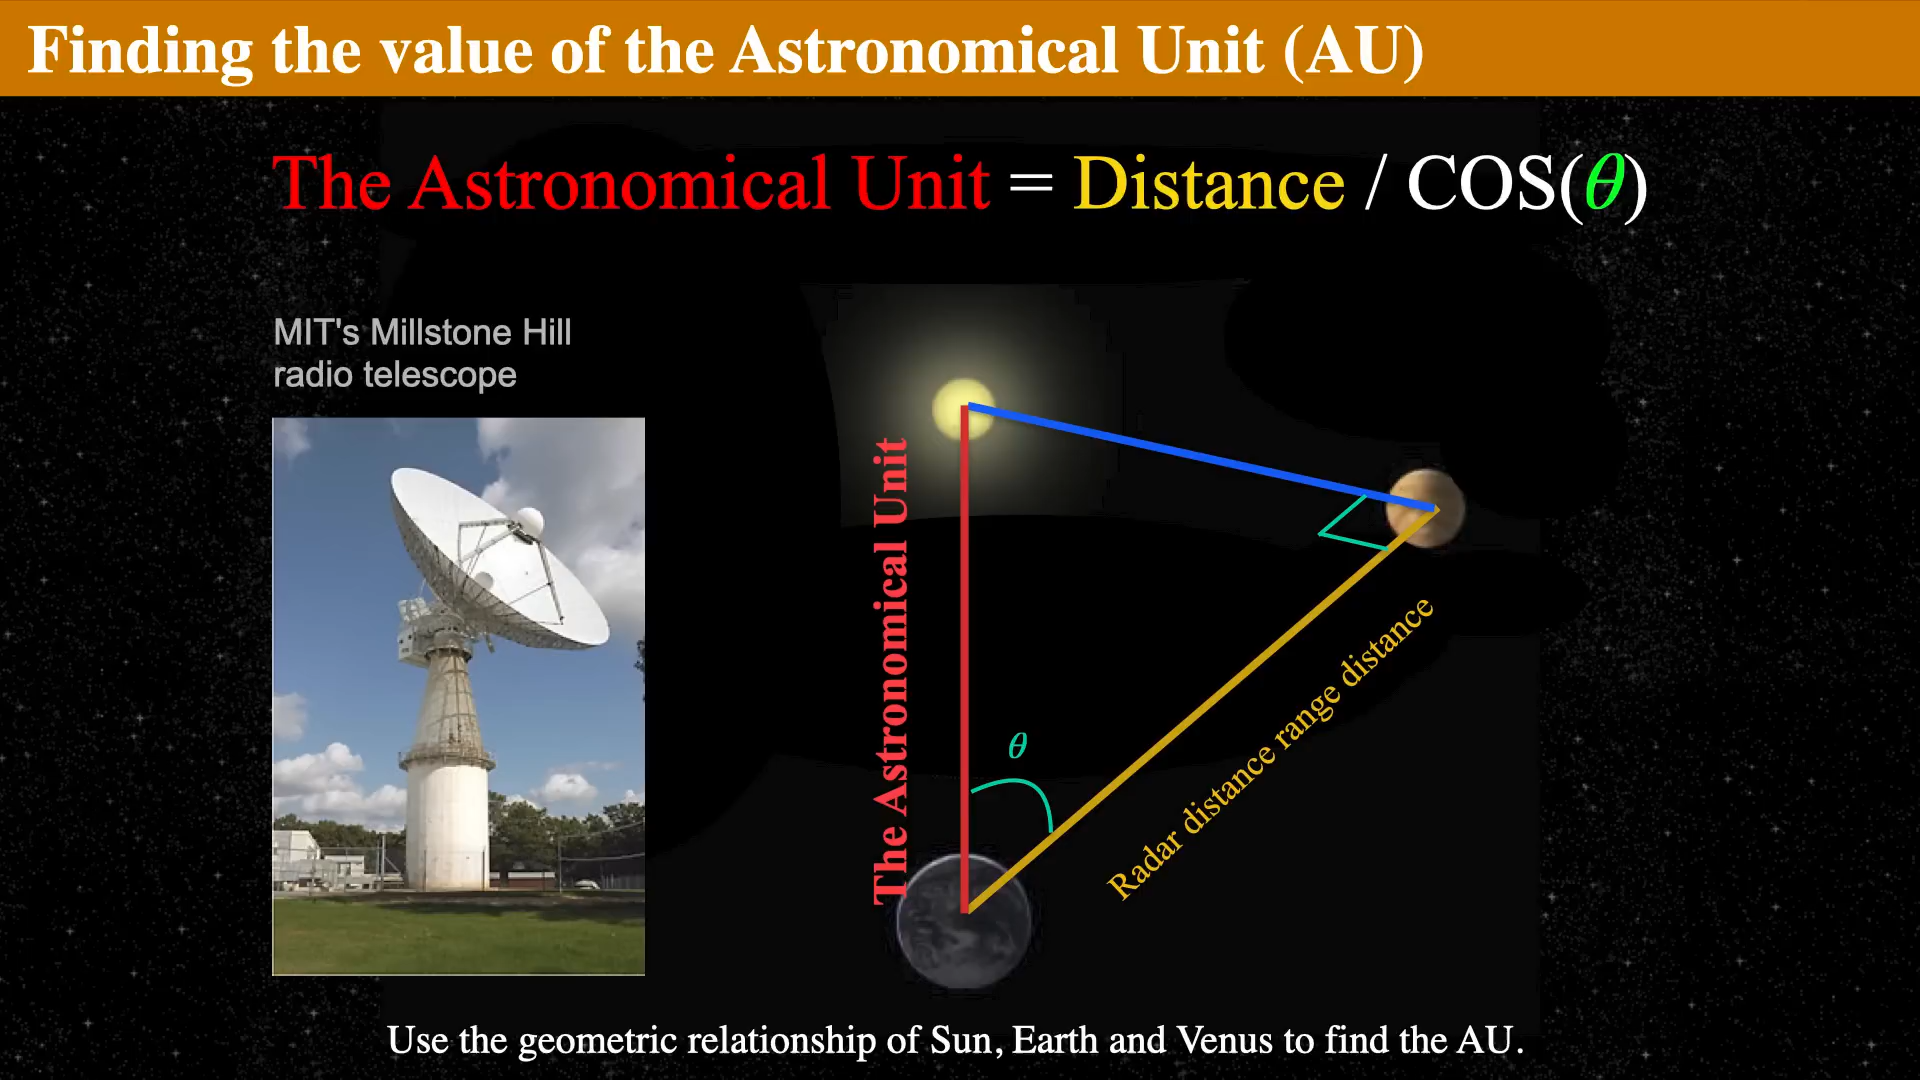 Finding the value of the Astronomical Unit (AU)
The Astronomical Unit = Distance / COS(θ)
MIT's Millstone Hill
radio telescope
The Astronomical Unit
θ
Radar distance range distance
Use the geometric relationship of Sun, Earth and Venus to find the AU.